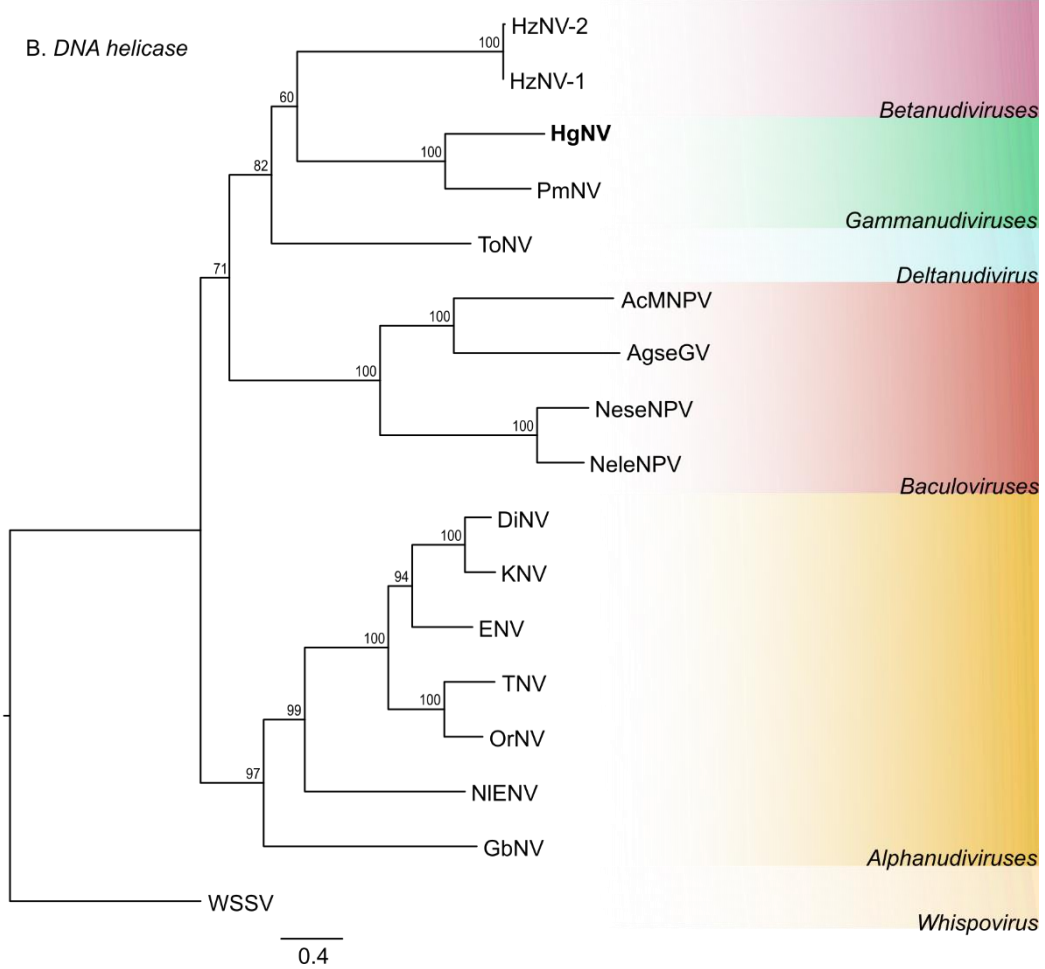 B. DNA helicase
HzNV-2
100
HzNV-1
60
Betanudiviruses
HgNV
100
82
PmNV
Gammanudiviruses
ToNV
71
Deltanudivirus
AcMNPV
100
AgseGV
100
NeseNPV
100
NeleNPV
Baculoviruses
DiNV
100
KNV
94
ENV
100
TNV
100
OrNV
99
NlENV
97
GbNV
Alphanudiviruses
WSSV
Whispovirus
0.4